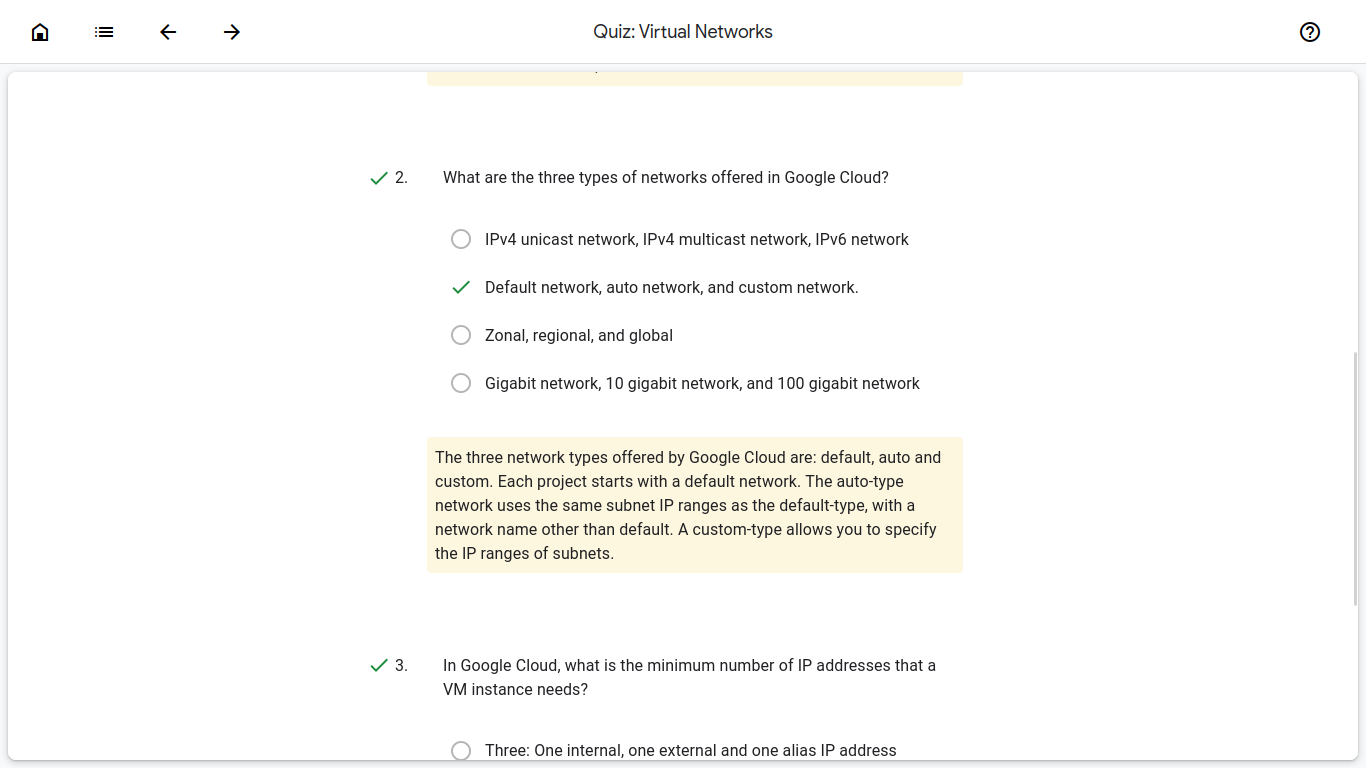 Quiz: Virtual Networks
2. What are the three types of networks offered in Google Cloud?
IPv4 unicast network, IPv4 multicast network, IPv6 network
Default network, auto network, and custom network.
Zonal, regional, and global
Gigabit network, 10 gigabit network, and 100 gigabit network
The three network types offered by Google Cloud are: default, auto and
custom. Each project starts with a default network. The auto-type
network uses the same subnet IP ranges as the default-type, with a
network name other than default. A custom-type allows you to specify
the IP ranges of subnets.
3. In Google Cloud, what is the minimum number of IP addresses that a
VM instance needs?
Three: One internal, one external and one alias IP address